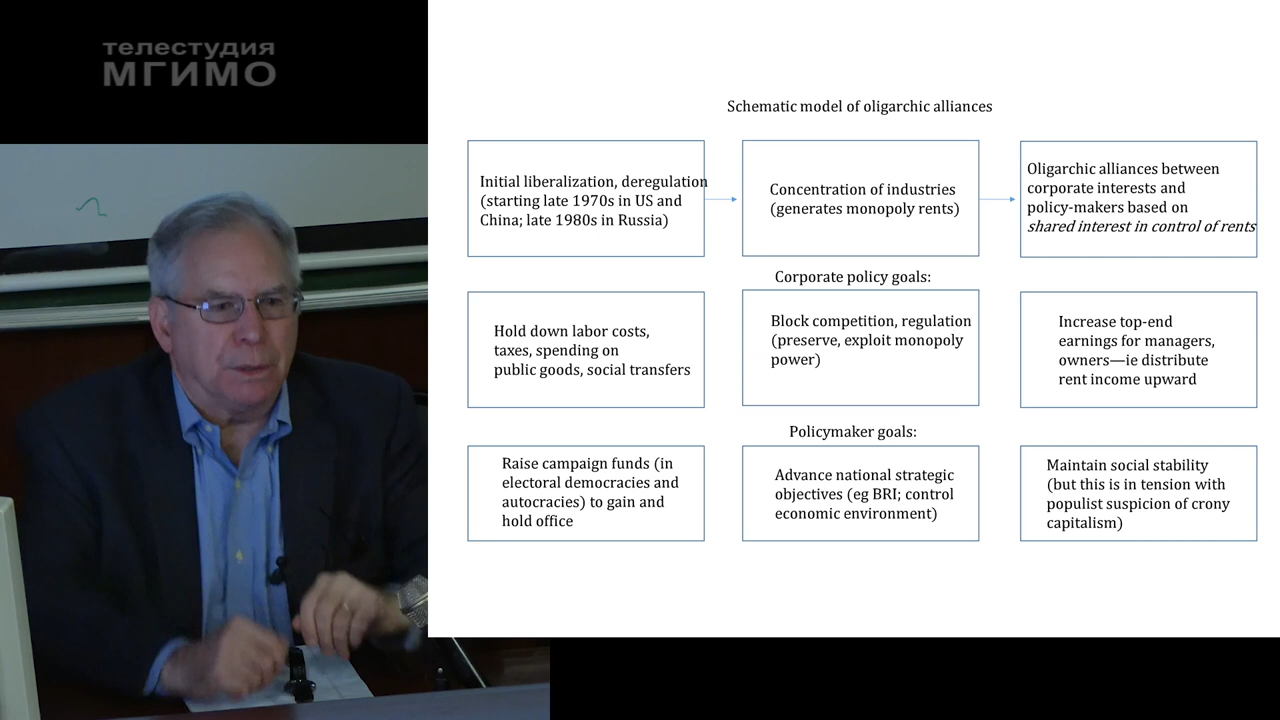 телестудия
МГИМО
Schematic model of oligarchic alliances
Initial liberalization, deregulation
(starting late 1970s in US and
China; late 1980s in Russia)
Concentration of industries
(generates monopoly rents)
Oligarchic alliances between
corporate interests and
policy-makers based on
shared interest in control of rents
Corporate policy goals:
Hold down labor costs,
taxes, spending on
public goods, social transfers
Block competition, regulation
(preserve, exploit monopoly
power)
Increase top-end
earnings for managers,
owners—ie distribute
rent income upward
Policymaker goals:
Raise campaign funds (in
electoral democracies and
autocracies) to gain and
hold office
Advance national strategic
objectives (eg BRI; control
economic environment)
Maintain social stability
(but this is in tension with
populist suspicion of crony
capitalism)